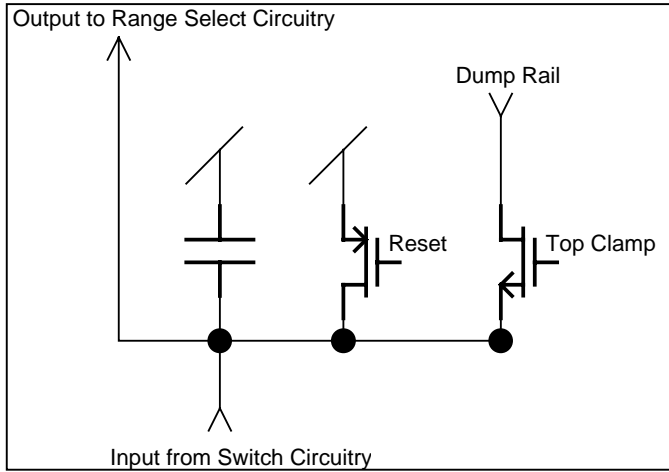 Output to Range Select Circuitry
Dump Rail
Reset
Top Clamp
Input from Switch Circuitry